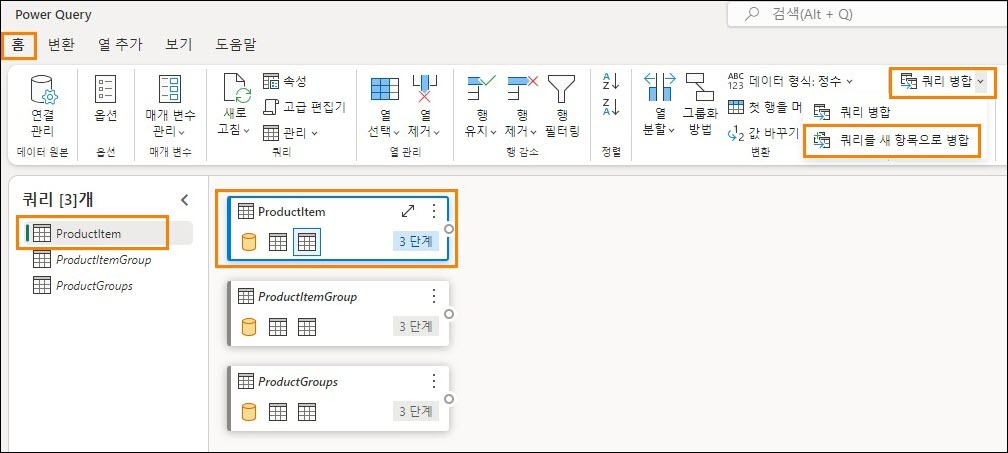 Power Query
검색(Alt + Q)
홈 변환 열 추가 보기 도움말
연결 관리
옵션
매개 변수 관리
새로 고침
속성
고급 편집기
관리
열 선택
열 제거
행 유지
행 제거
행 필터링
A Z
Z A
열 분할
그룹화 방법
ABC 123 데이터 형식: 정수
첫 행을 머
1 2 값 바꾸기
쿼리 병합
쿼리 병합
쿼리를 새 항목으로 병합
데이터 원본 옵션 매개 변수 쿼리 열 관리 행 감소 정렬 변환
쿼리 [3]개
ProductItem
ProductItemGroup
ProductGroups
ProductItem
3 단계
ProductItemGroup
3 단계
ProductGroups
3 단계